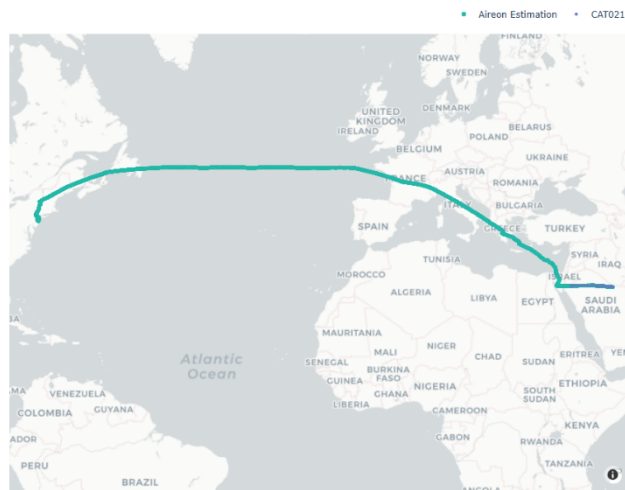 Aireon Estimation
CAT021
FINLAND
NORWAY
SWEDEN
UNITED
KINGDOM
DENMARK
IRELAND
BELARUS
POLAND
BELGIUM
UKRAINE
AUSTRIA
FRANCE
ROMANIA
ITALY
BULGARIA
SPAIN
GREECE
TURKEY
TUNISIA
SYRIA
MOROCCO
ISRAEL
IRAQ
ALGERIA
LIBYA
EGYPT
SAUDI
ARABIA
MAURITANIA
Atlantic
Ocean
MALI
NIGER
CHAD
SUDAN
ERITREA
YE
SENEGAL
BURKINA
FASO
GUINEA
NIGERIA
VENEZUELA
GHANA
SOUTH
SUDAN
ETHIOPIA
LIBERIA
COLOMBIA
GUYANA
CAMEROON
KENYA
ADOR
GABON
RWANDA
PERU
TANZANIA
BRAZIL
ANGOLA